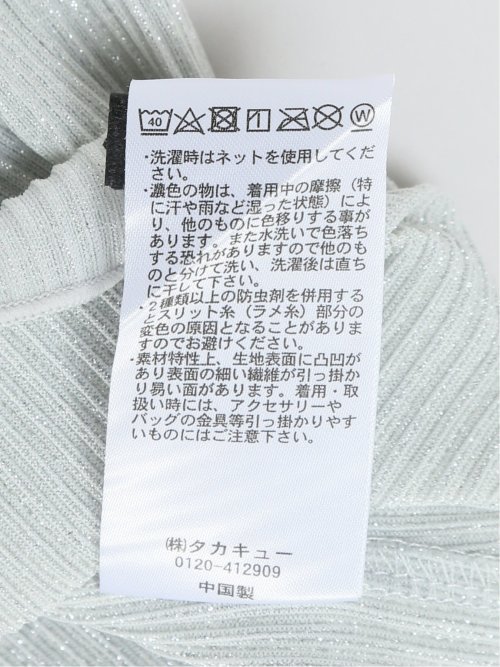 40 W
・洗濯時はネットを使用してくだ
さい。
・濃色の物は、着用中の摩擦（特
に汗や雨など湿った状態）によ
り、他のものに色移りする事が
あります。また水洗いで色落ち
する恐れがありますので他のも
のと分けて洗い、洗濯後は直ち
に干して下さい。
・２種類以上の防虫剤を併用する
とスリット糸（ラメ糸）部分の
変色の原因となることがありま
すのでお避けください。
・素材特性上、生地表面に凸凹が
あり表面の細い繊維が引っ掛か
り易い面があります。着用・取
扱い時には、アクセサリーや
バッグの金具等引っ掛かりやす
いものにはご注意下さい。
㈱タカキュー
0120-412909
中国製